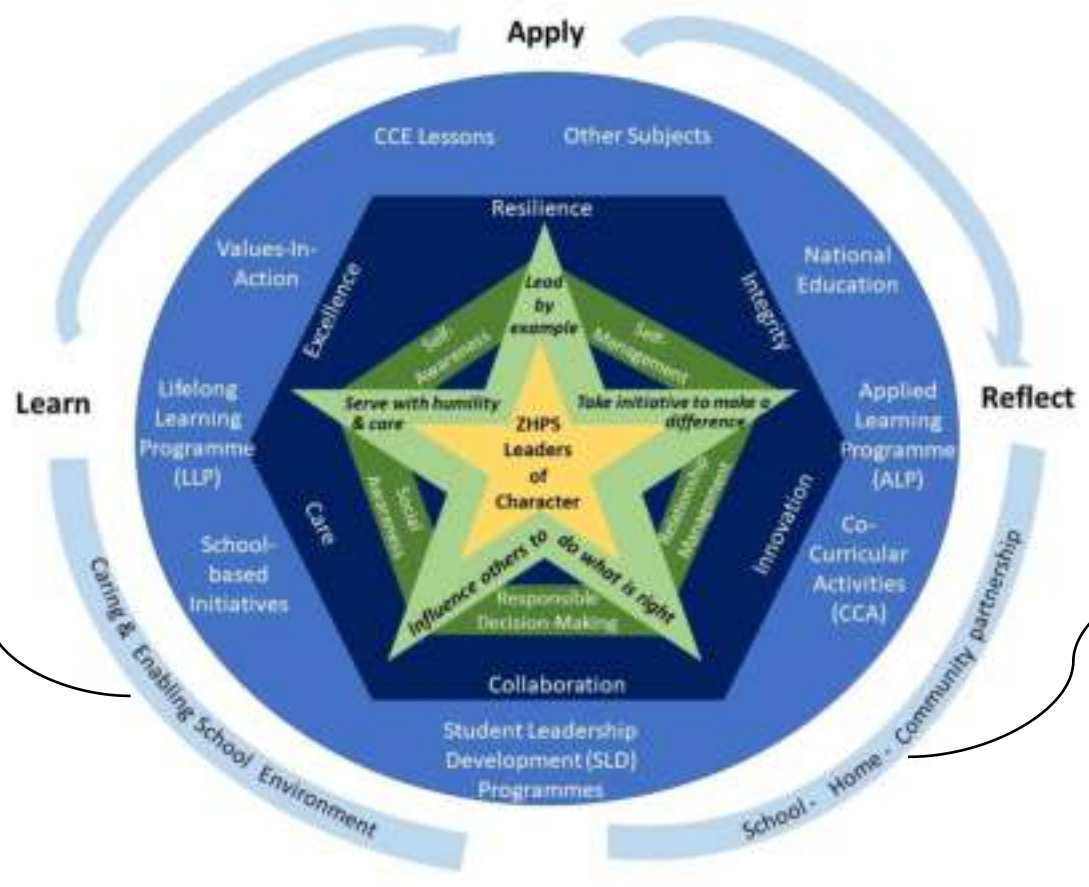 Apply
CCE Lessons
Other Subjects
Resilience
Values-In-
Action
National
Education
Excellence
Integrity
Lead
by
example
Self-
Awareness
Self-
Management
Learn
Reflect
Lifelong
Learning
Programme
(LLP)
Applied
Learning
Programme
(ALP)
Serve with humility
& care
Take initiative to make a
difference
ZHPS
Leaders
of
Character
Social
Awareness
Relationship
Management
Care
Innovation
School-
based
Initiatives
Co-
Curricular
Activities
(CCA)
Influence others to do what is right
Responsible
Decision-Making
Collaboration
Student Leadership
Development (SLD)
Programmes
Caring & Enabling School Environment
School - Home - Community partnership